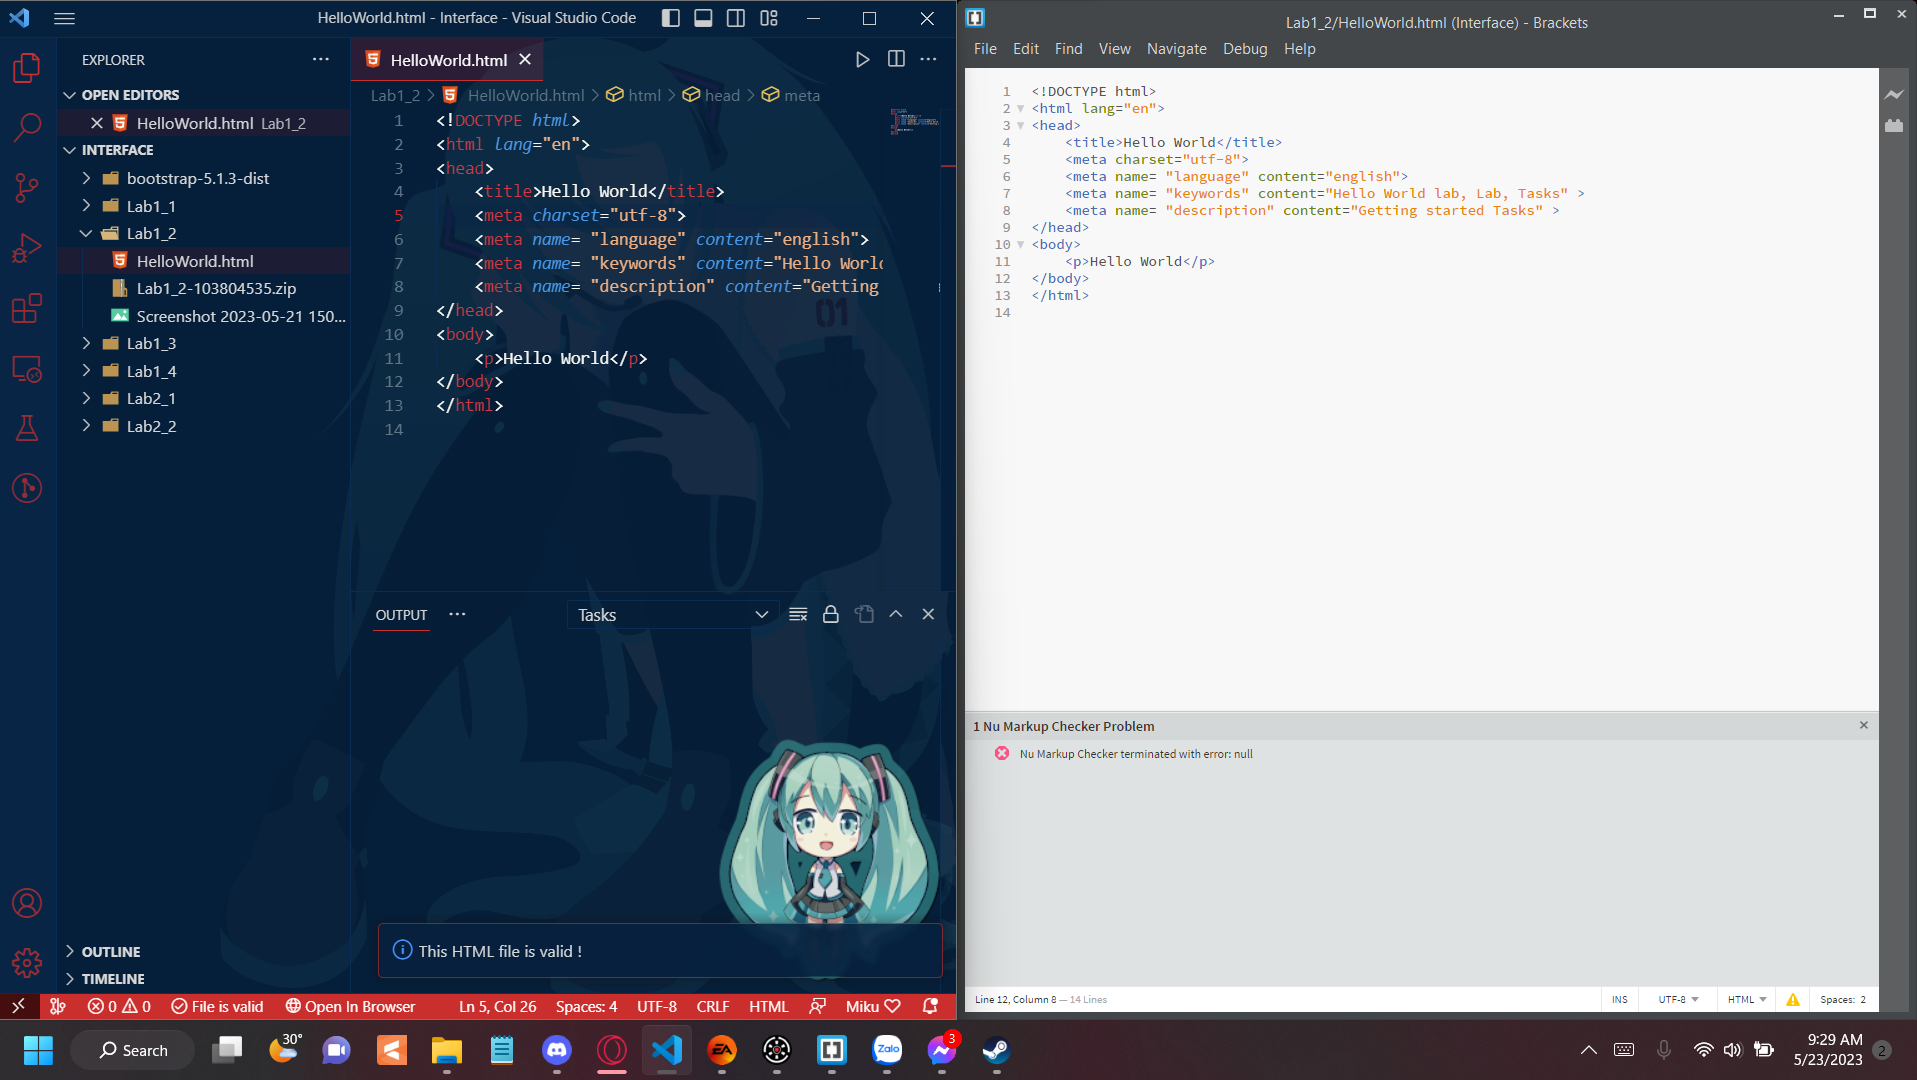 HelloWorld.html - Interface - Visual Studio Code
EXPLORER
OPEN EDITORS
HelloWorld.html Lab1_2
INTERFACE
bootstrap-5.1.3-dist
Lab1_1
Lab1_2
HelloWorld.html
Lab1_2-103804535.zip
Screenshot 2023-05-21 150...
Lab1_3
Lab1_4
Lab2_1
Lab2_2
OUTLINE
TIMELINE
HelloWorld.html
Lab1_2 > HelloWorld.html > html > head > meta
1 <!DOCTYPE html>
2 <html lang="en">
3 <head>
4 <title>Hello World</title>
5 <meta charset="utf-8">
6 <meta name= "language" content="english">
7 <meta name= "keywords" content="Hello Worl
8 <meta name= "description" content="Getting
9 </head>
10 <body>
11 <p>Hello World</p>
12 </body>
13 </html>
14
01
OUTPUT
Tasks
This HTML file is valid !
0 0 File is valid Open In Browser Ln 5, Col 26 Spaces: 4 UTF-8 CRLF HTML Miku
Lab1_2/HelloWorld.html (Interface) - Brackets
File Edit Find View Navigate Debug Help
1 <!DOCTYPE html>
2 <html lang="en">
3 <head>
4 <title>Hello World</title>
5 <meta charset="utf-8">
6 <meta name= "language" content="english">
7 <meta name= "keywords" content="Hello World lab, Lab, Tasks" >
8 <meta name= "description" content="Getting started Tasks" >
9 </head>
10 <body>
11 <p>Hello World</p>
12 </body>
13 </html>
14
1 Nu Markup Checker Problem
Nu Markup Checker terminated with error: null
Line 12, Column 8 — 14 Lines INS UTF-8 HTML Spaces: 2
Search
30°
EA
Zalo
3
9:29 AM
5/23/2023
2